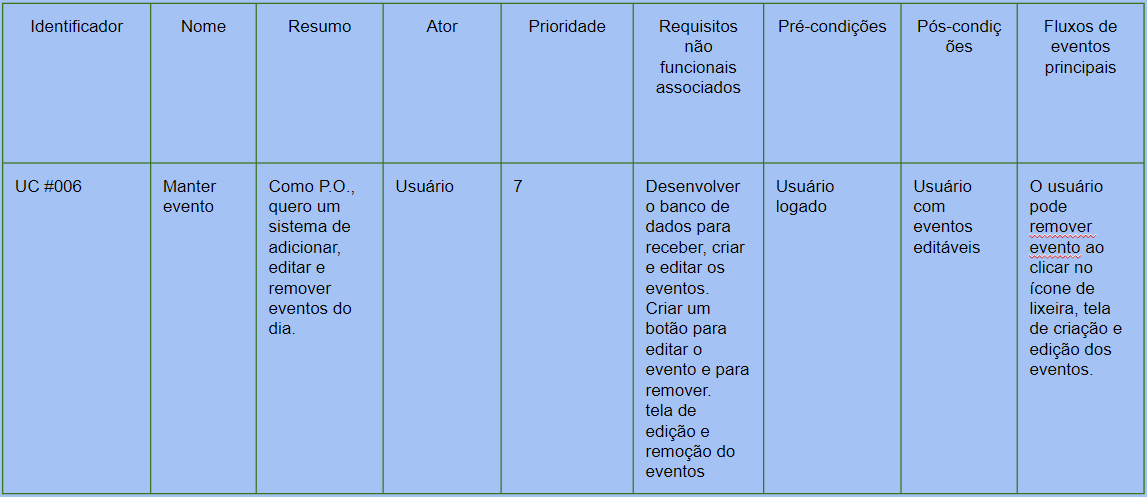 Identificador
Nome
Resumo
Ator
Prioridade
Requisitos
não
funcionais
associados
Pré-condições
Pós-condiç
ões
Fluxos de
eventos
principais
UC #006
Manter
evento
Como P.O.,
quero um
sistema de
adicionar,
editar e
remover
eventos do
dia.
Usuário
7
Desenvolver
o banco de
dados para
receber, criar
e editar os
eventos.
Criar um
botão para
editar o
evento e para
remover.
tela de
edição e
remoção do
eventos
Usuário
logado
Usuário
com
eventos
editáveis
O usuário
pode
remover
evento ao
clicar no
ícone de
lixeira, tela
de criação e
edição dos
eventos.